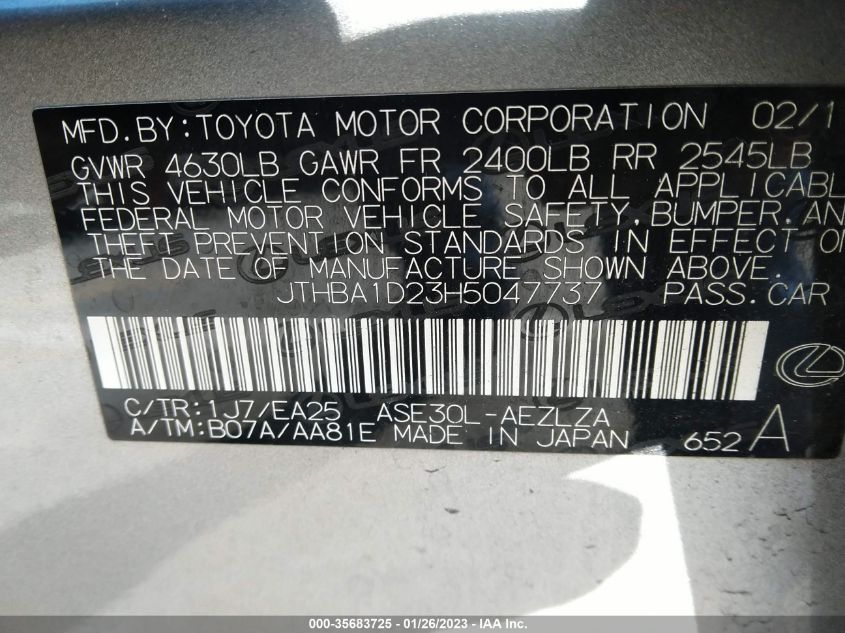 MFD.BY:TOYOTA MOTOR CORPORATION 02/1
GVWR 4630LB GAWR FR 2400LB RR 2545LB
THIS VEHICLE CONFORMS TO ALL APPLICABL
FEDERAL MOTOR VEHICLE SAFETY,BUMPER,AN
THEFT PREVENTION STANDARDS IN EFFECT ON
THE DATE OF MANUFACTURE SHOWN ABOVE.
JTHBA1D23H5047737 PASS.CAR
C/TR:1J7/EA25 ASE30L-AEZLZA
A/TM:B07A/AA81E MADE IN JAPAN 652A
000-35683725 - 01/26/2023 - IAA Inc.